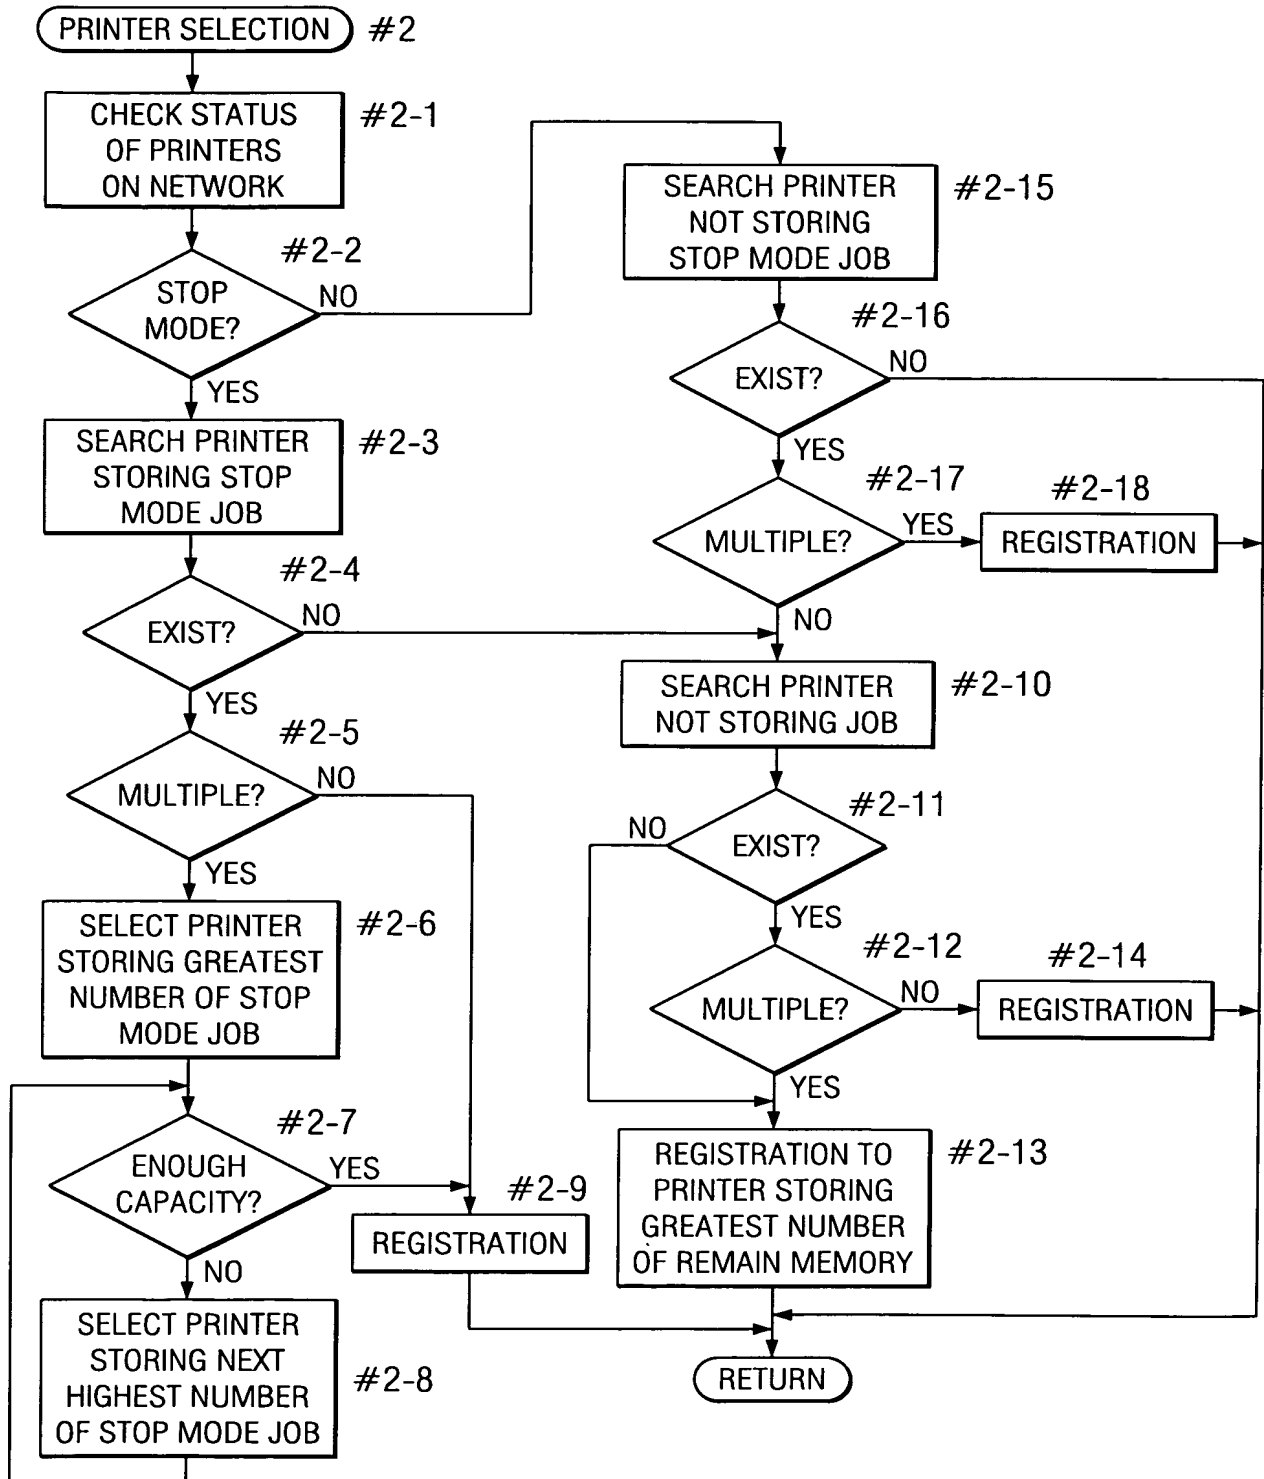 PRINTER SELECTION #2
CHECK STATUS
OF PRINTERS
ON NETWORK
#2-1
#2-2
STOP
MODE?
NO
YES
SEARCH PRINTER
STORING STOP
MODE JOB
#2-3
#2-4
EXIST?
NO
YES
#2-5
MULTIPLE?
NO
YES
SELECT PRINTER
STORING GREATEST
NUMBER OF STOP
MODE JOB
#2-6
#2-7
ENOUGH
CAPACITY?
YES
NO
#2-9
REGISTRATION
SELECT PRINTER
STORING NEXT
HIGHEST NUMBER
OF STOP MODE JOB
#2-8
SEARCH PRINTER
NOT STORING
STOP MODE JOB
#2-15
#2-16
EXIST?
NO
YES
#2-17
MULTIPLE?
YES
#2-18
REGISTRATION
NO
SEARCH PRINTER
NOT STORING JOB
#2-10
#2-11
NO
EXIST?
YES
#2-12
MULTIPLE?
NO
#2-14
REGISTRATION
YES
REGISTRATION TO
PRINTER STORING
GREATEST NUMBER
OF REMAIN MEMORY
#2-13
RETURN